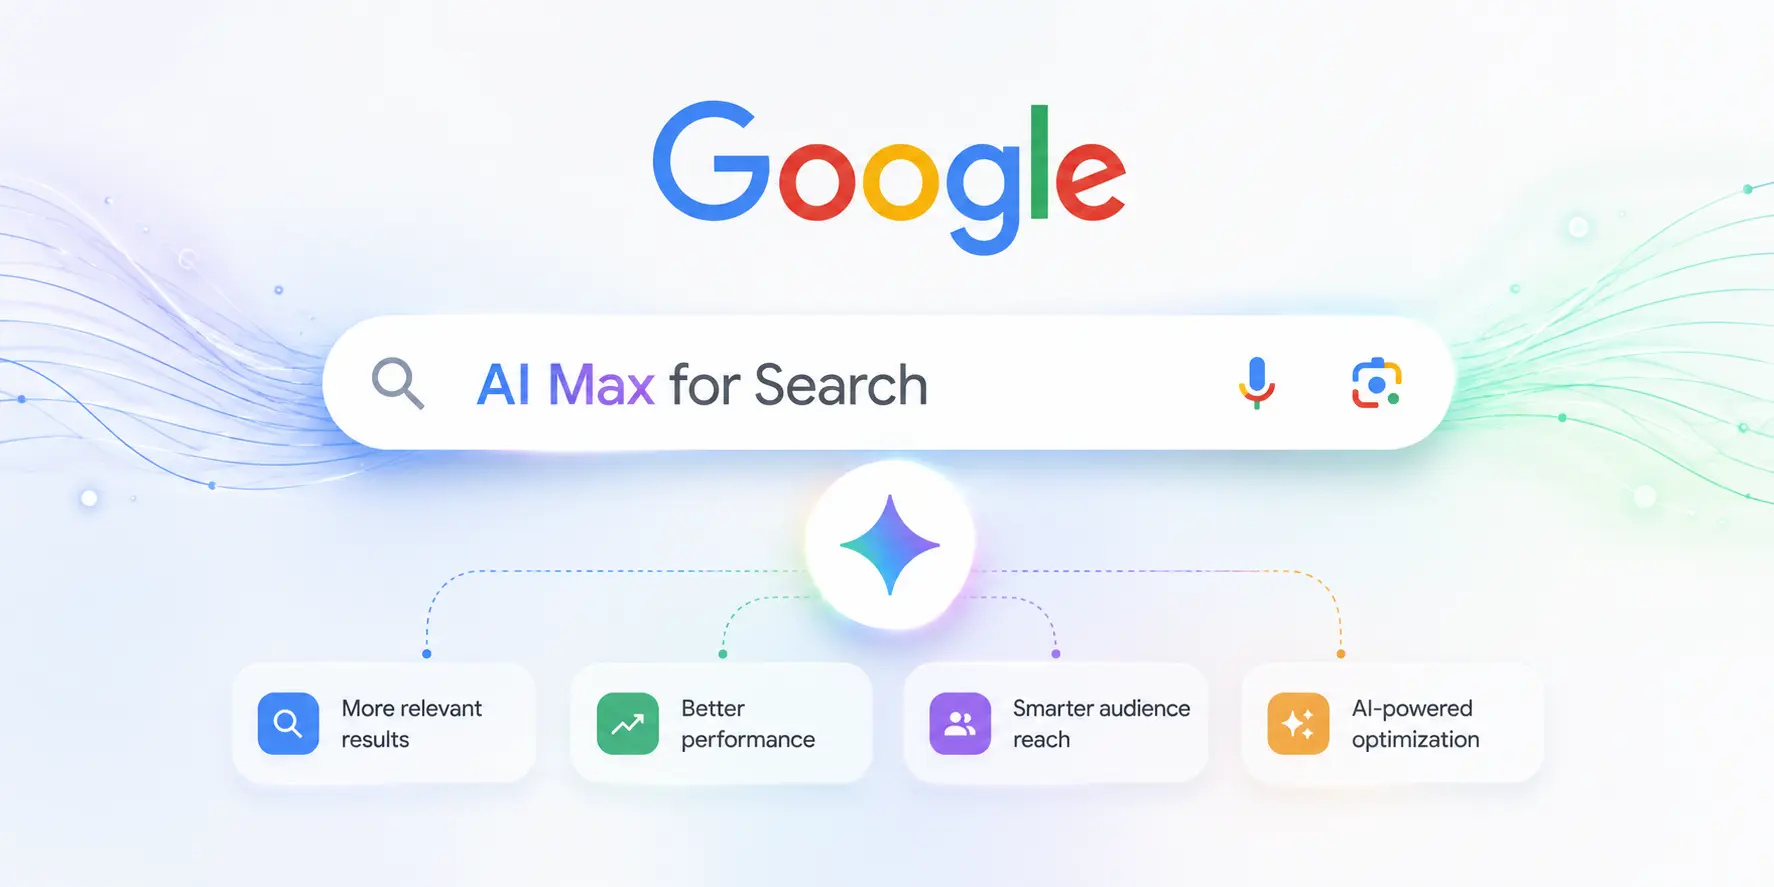 Google
AI Max for Search
More relevant
results
Better
performance
Smarter audience
reach
AI-powered
optimization